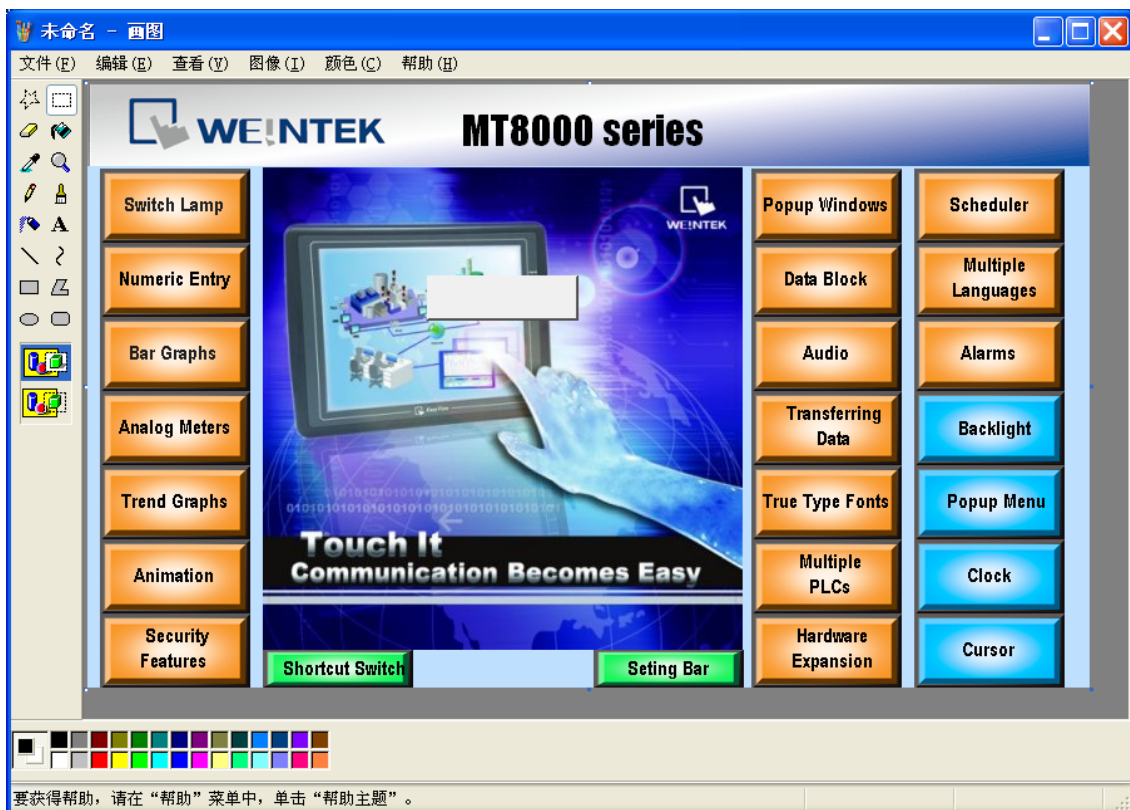 未命名 - 画图
文件(F) 编辑(E) 查看(V) 图像(I) 颜色(C) 帮助(H)
WE!NTEK MT8000 series
Switch Lamp
Numeric Entry
Bar Graphs
Analog Meters
Trend Graphs
Animation
Security
Features
WE!NTEK
Touch It
Communication Becomes Easy
Shortcut Switch
Seting Bar
Popup Windows
Data Block
Audio
Transferring
Data
True Type Fonts
Multiple
PLCs
Hardware
Expansion
Scheduler
Multiple
Languages
Alarms
Backlight
Popup Menu
Clock
Cursor
A
要获得帮助，请在“帮助”菜单中，单击“帮助主题”。